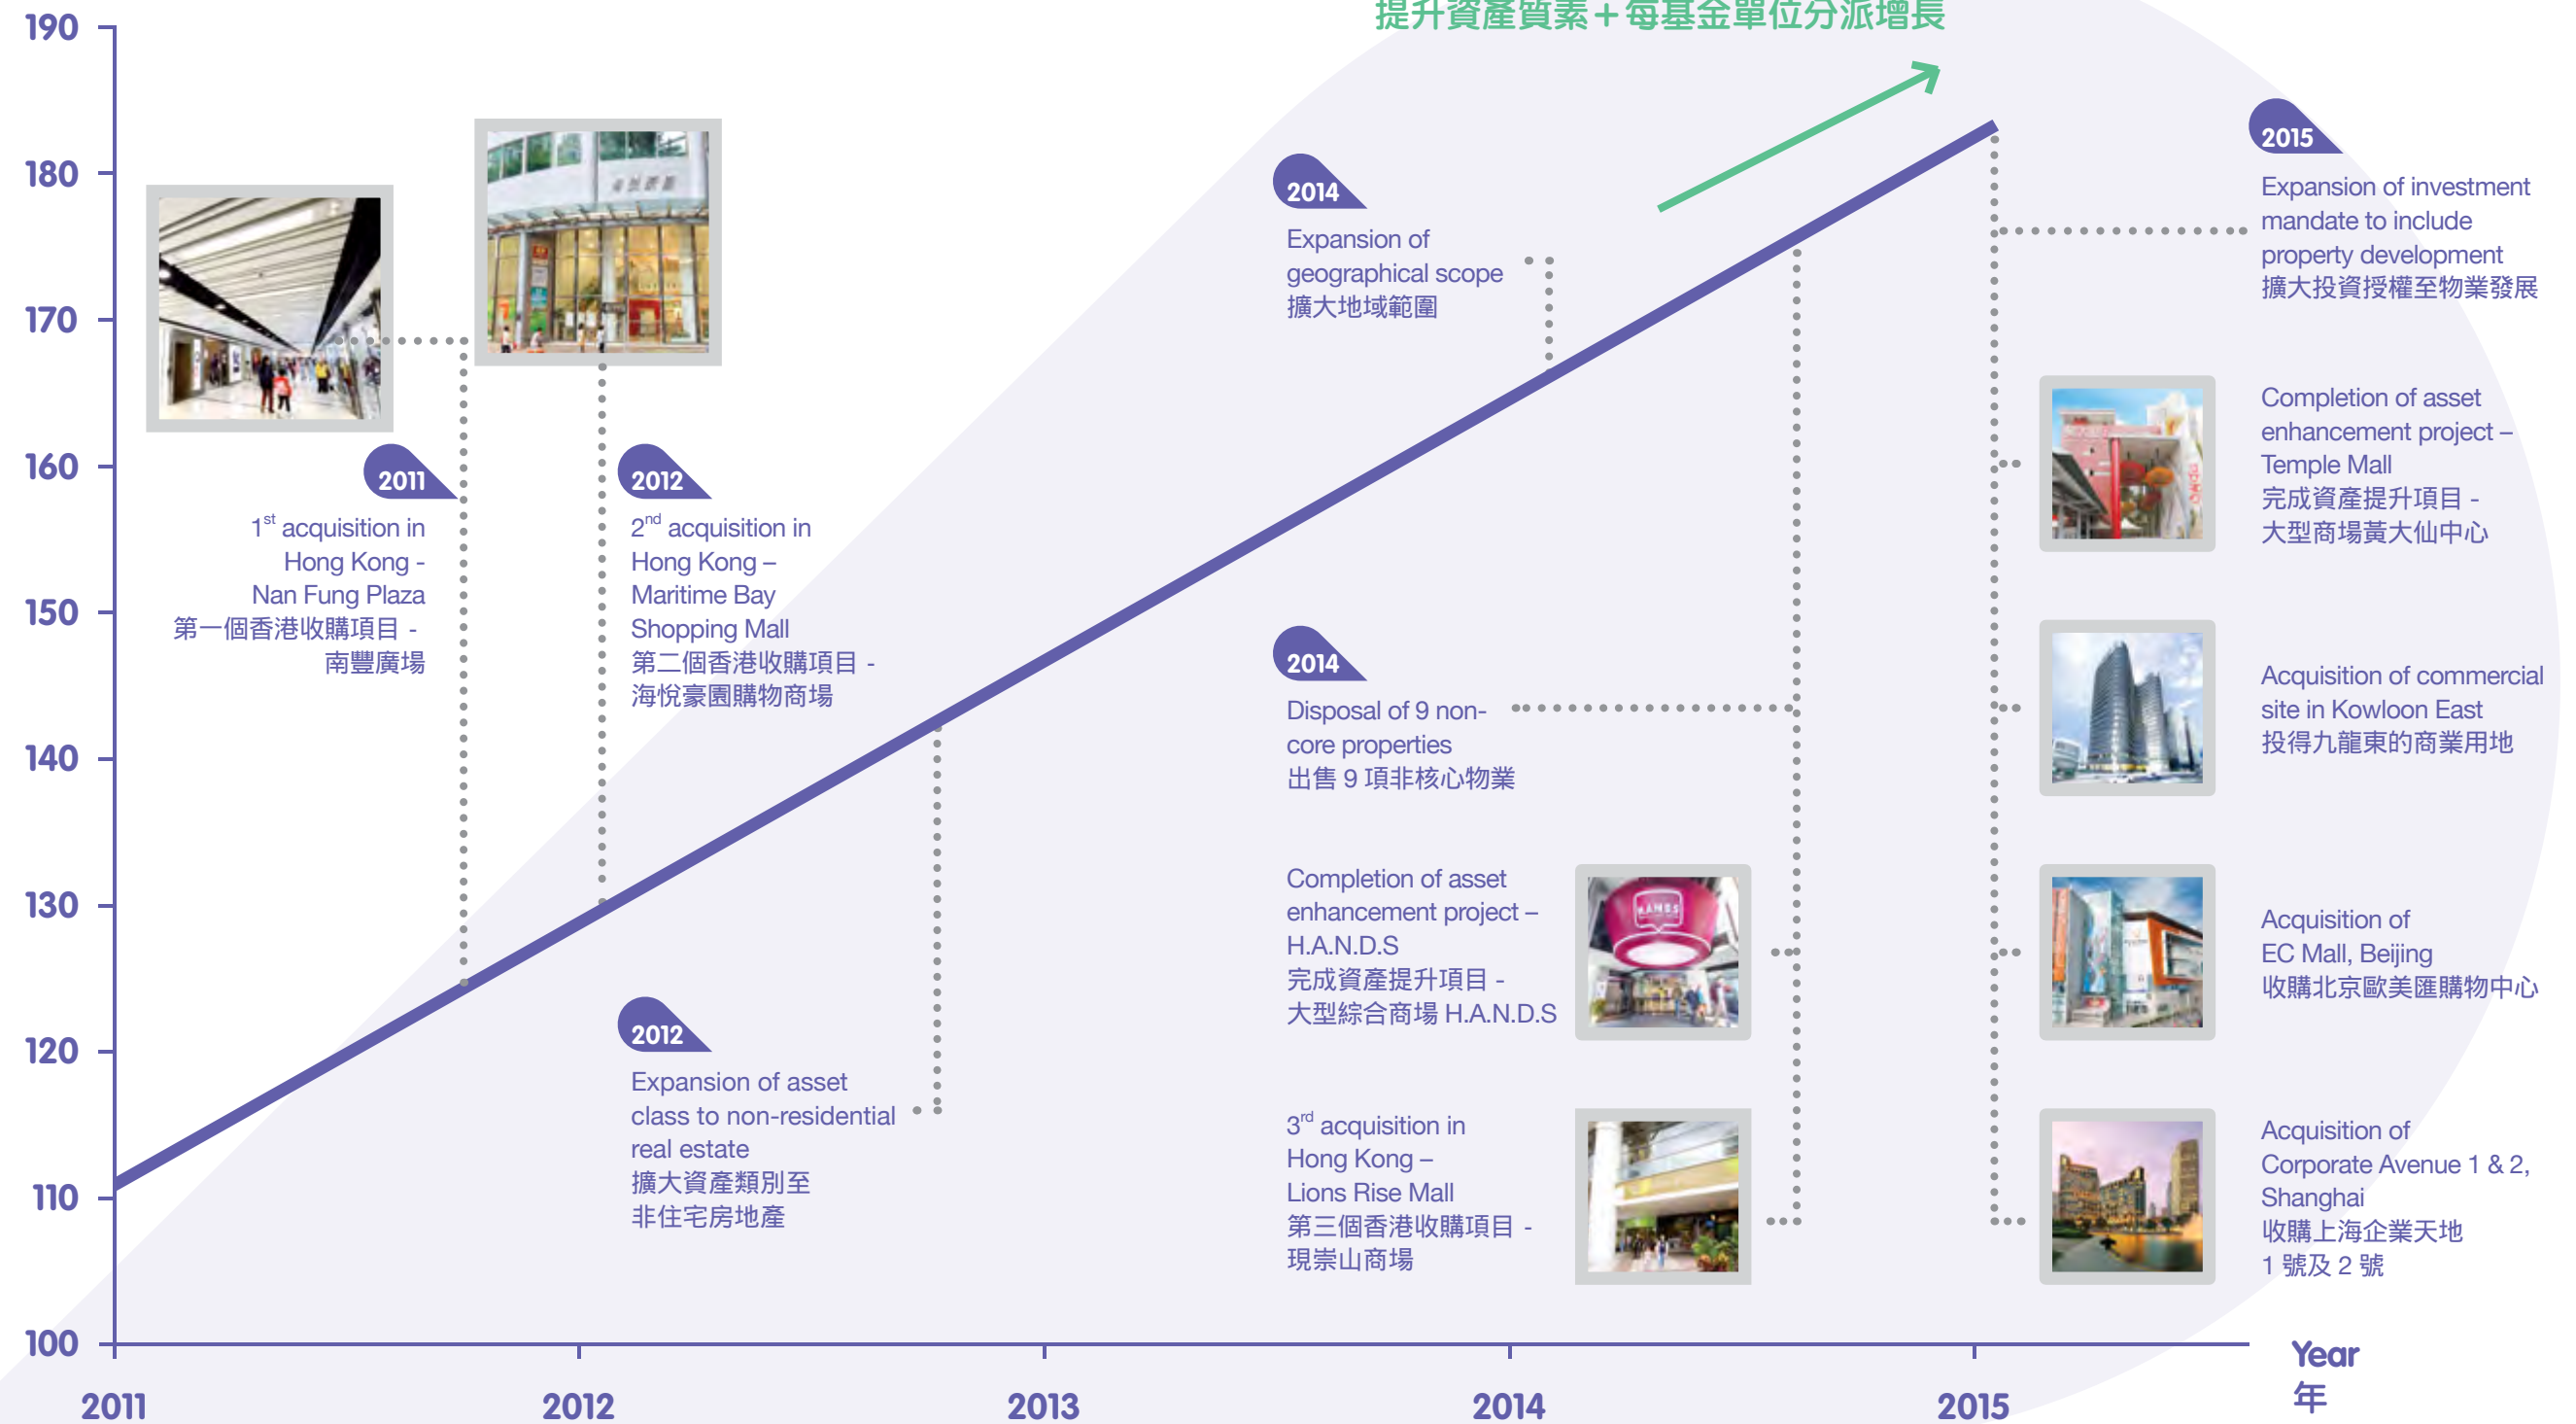 提升資產質素＋每基金單位分派增長
190
180
170
160
150
140
130
120
110
100
2011
1st acquisition in
Hong Kong -
Nan Fung Plaza
第一個香港收購項目 -
南豐廣場
2012
2nd acquisition in
Hong Kong –
Maritime Bay
Shopping Mall
第二個香港收購項目 -
海悅豪園購物商場
2012
Expansion of asset
class to non-residential
real estate
擴大資產類別至
非住宅房地產
2014
Expansion of
geographical scope
擴大地域範圍
2014
Disposal of 9 non-
core properties
出售 9 項非核心物業
Completion of asset
enhancement project –
H.A.N.D.S
完成資產提升項目 -
大型綜合商場 H.A.N.D.S
HANDS
3rd acquisition in
Hong Kong –
Lions Rise Mall
第三個香港收購項目 -
現崇山商場
2015
Expansion of investment
mandate to include
property development
擴大投資授權至物業發展
Completion of asset
enhancement project –
Temple Mall
完成資產提升項目 -
大型商場黃大仙中心
Acquisition of commercial
site in Kowloon East
投得九龍東的商業用地
Acquisition of
EC Mall, Beijing
收購北京歐美匯購物中心
Acquisition of
Corporate Avenue 1 & 2,
Shanghai
收購上海企業天地
1 號及 2 號
2011
2012
2013
2014
2015
Year
年